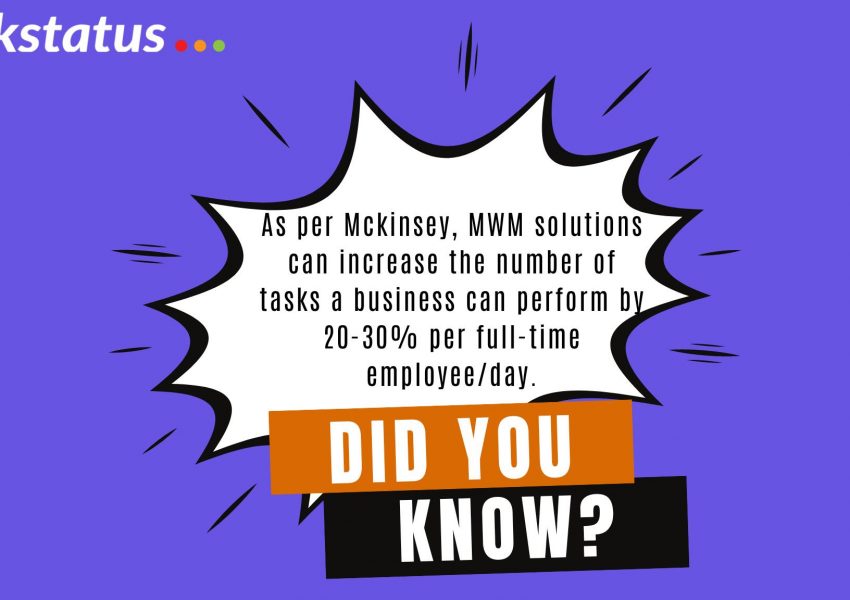 kstatus...
As per Mckinsey, MWM solutions
can increase the number of
tasks a business can perform by
20-30% per full-time
employee/day.
DID YOU
KNOW?